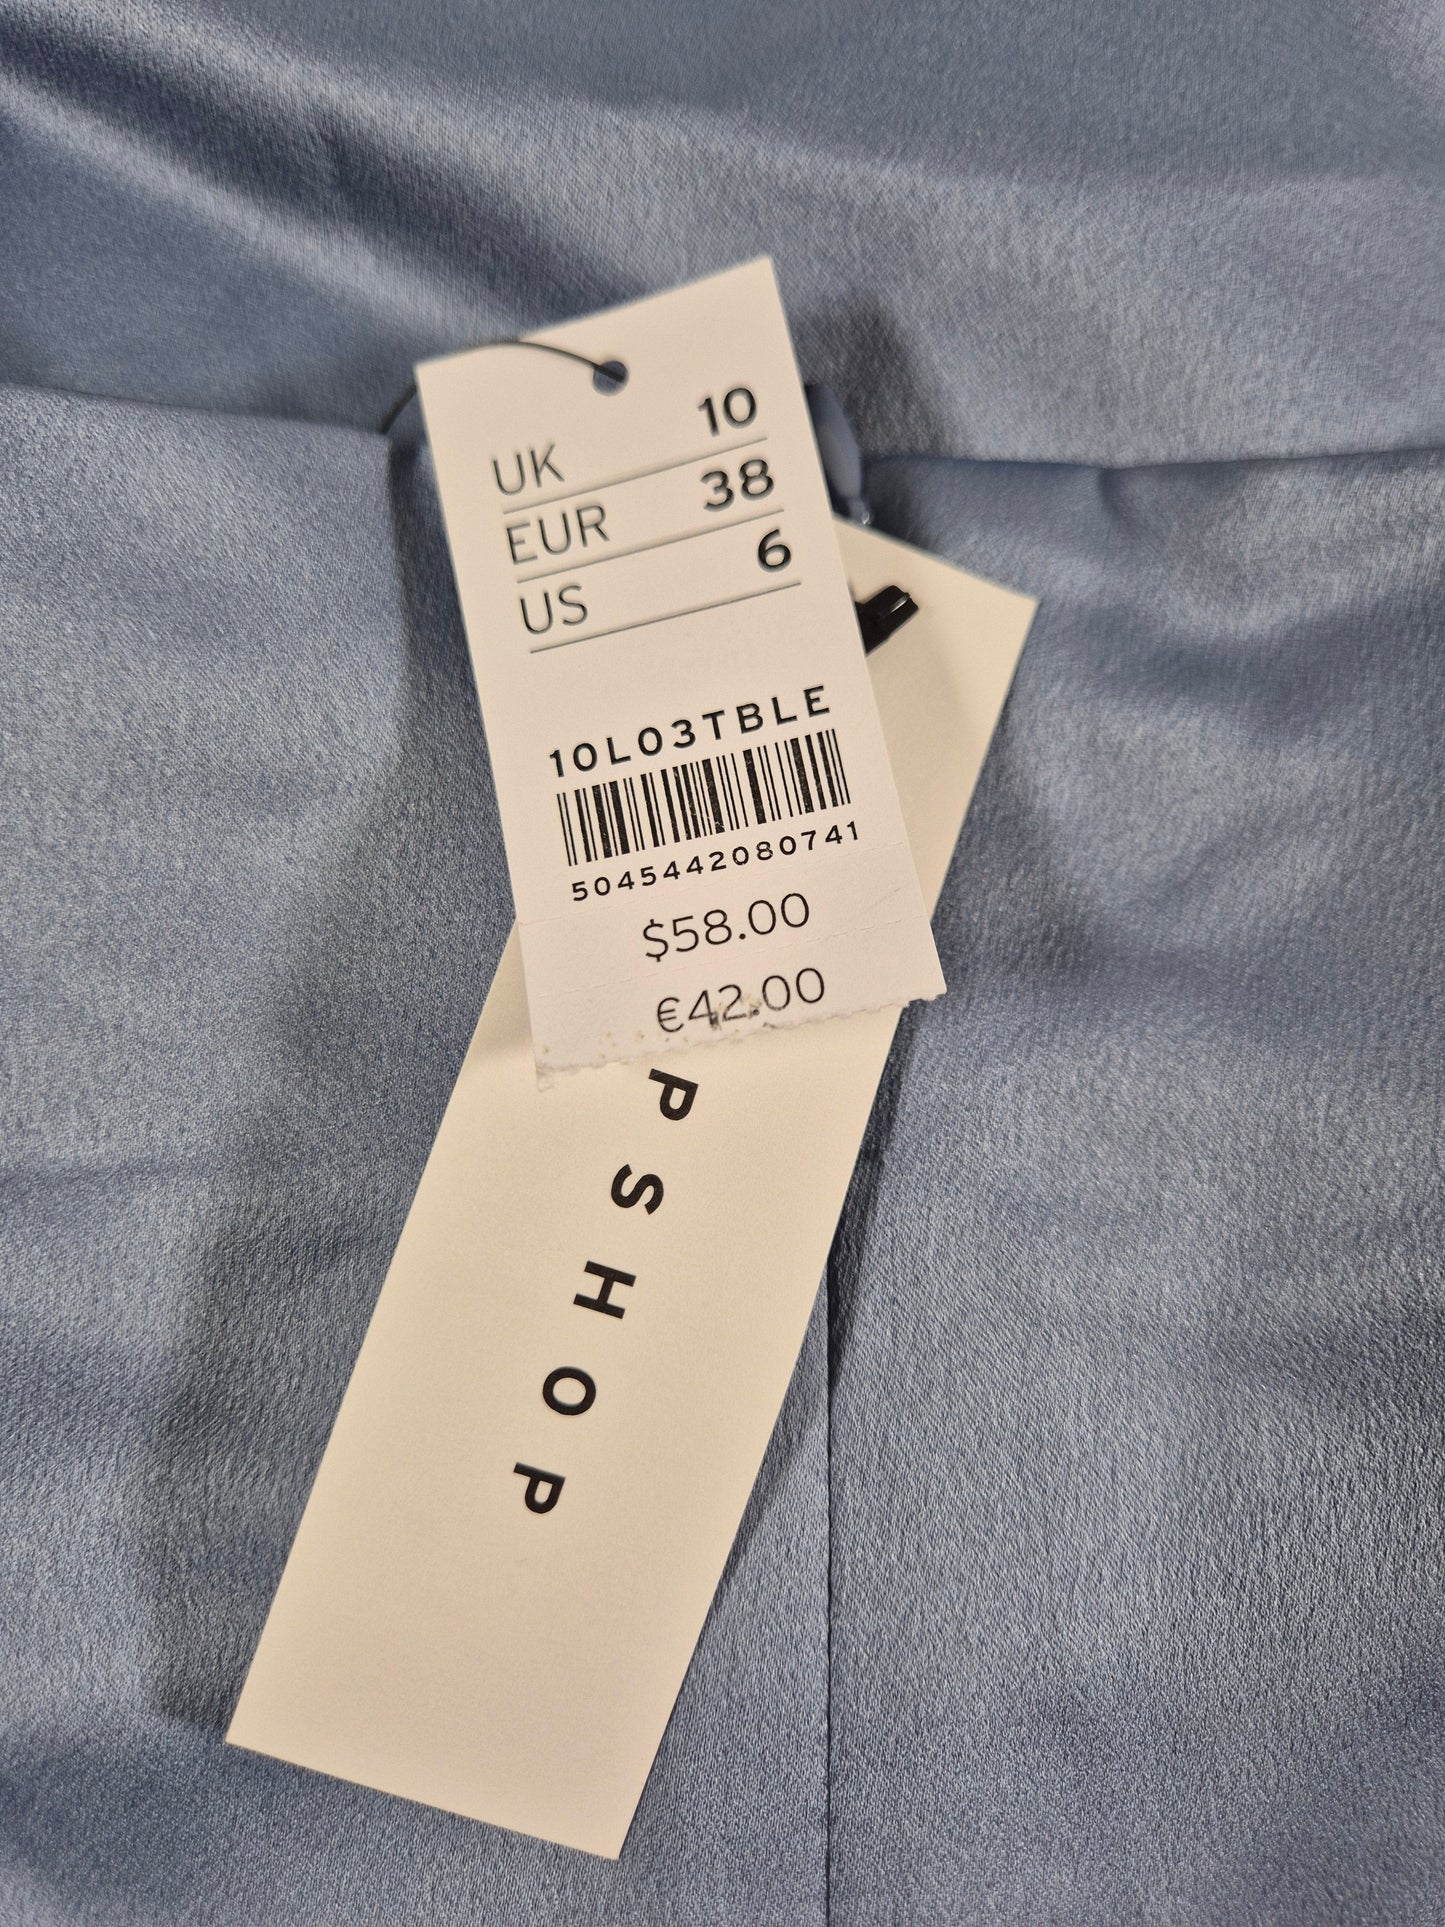 UK 10
EUR 38
US 6
10L03TBLE
5045442080741
$58.00
€42.00
PSHOP